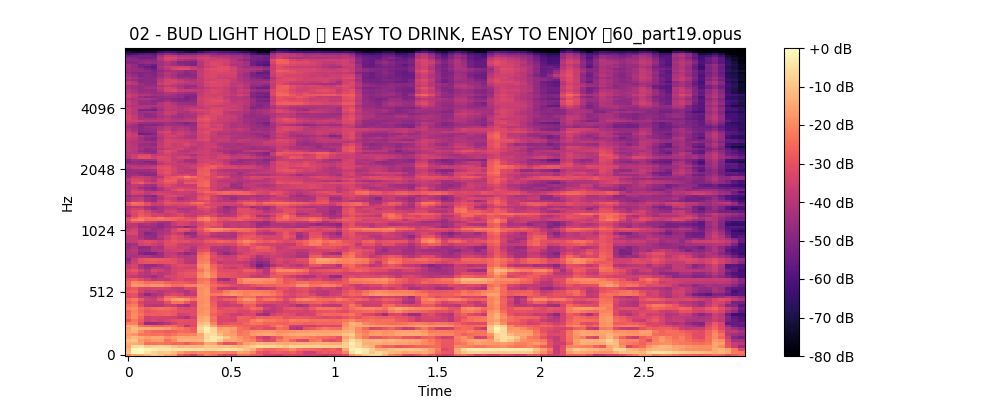 02 - BUD LIGHT HOLD  EASY TO DRINK, EASY TO ENJOY 60_part19.opus
+0 dB
-10 dB
-20 dB
-30 dB
-40 dB
-50 dB
-60 dB
-70 dB
-80 dB
Hz
4096
2048
1024
512
0
0 0.5 1 1.5 2 2.5
Time